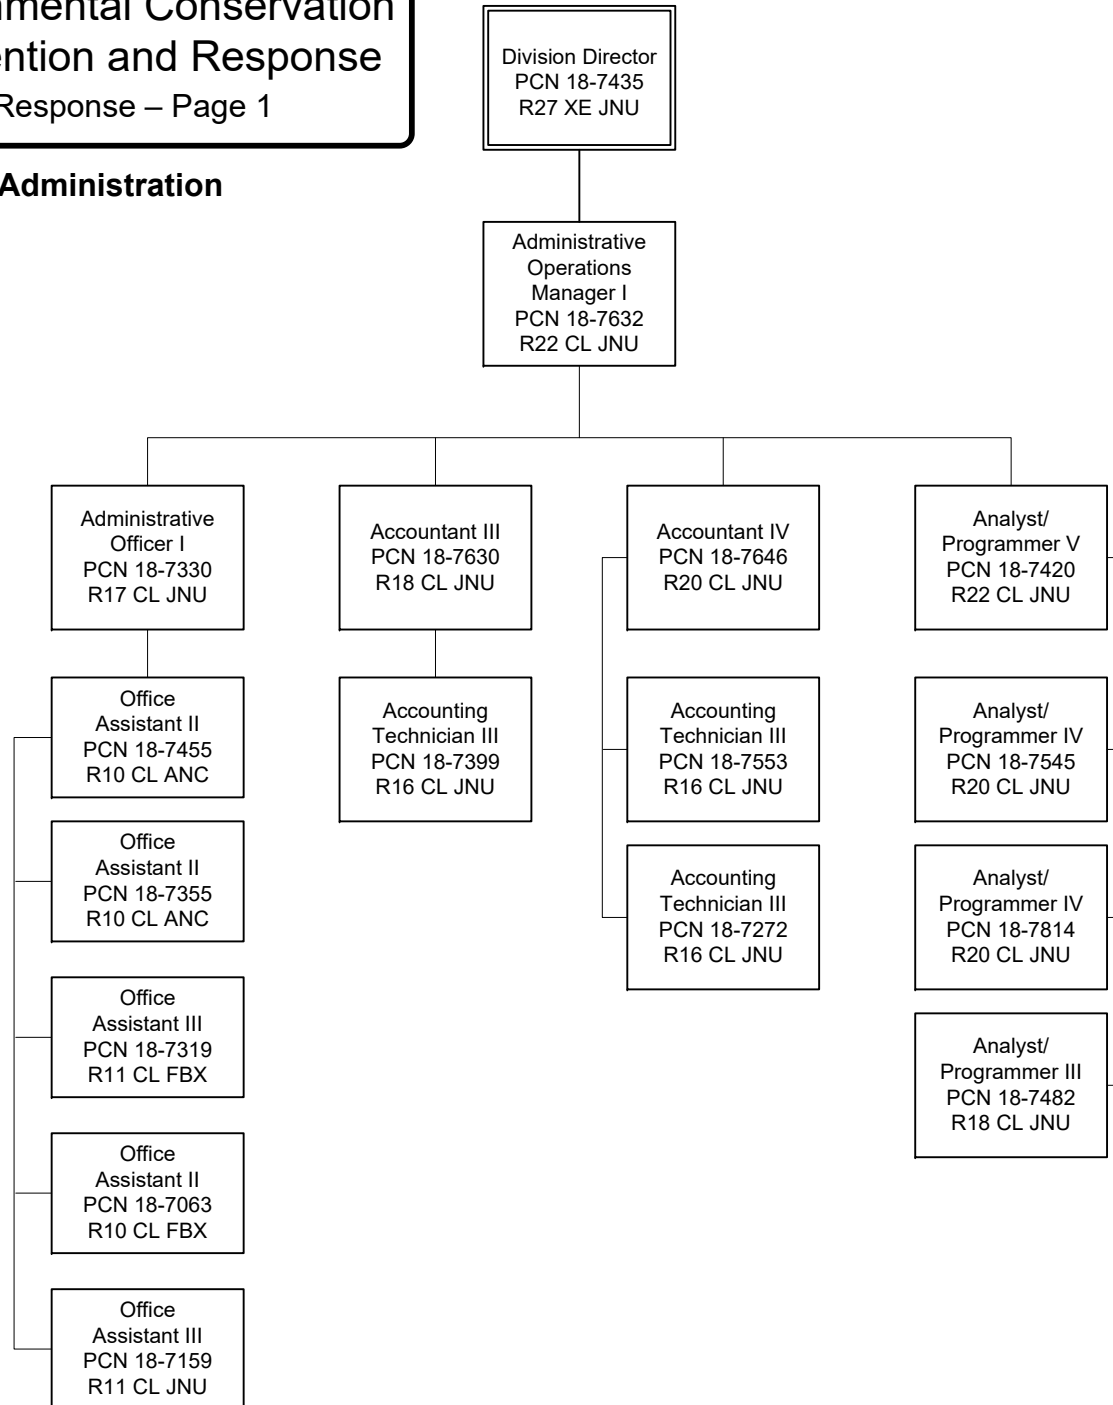 Conservation
and Response
Response – Page 1
Administration
Division Director
PCN 18-7435
R27 XE JNU
Administrative
Operations
Manager I
PCN 18-7632
R22 CL JNU
Administrative
Officer I
PCN 18-7330
R17 CL JNU
Accountant III
PCN 18-7630
R18 CL JNU
Accountant IV
PCN 18-7646
R20 CL JNU
Analyst/
Programmer V
PCN 18-7420
R22 CL JNU
Office
Assistant II
PCN 18-7455
R10 CL ANC
Accounting
Technician III
PCN 18-7399
R16 CL JNU
Accounting
Technician III
PCN 18-7553
R16 CL JNU
Analyst/
Programmer IV
PCN 18-7545
R20 CL JNU
Office
Assistant II
PCN 18-7355
R10 CL ANC
Accounting
Technician III
PCN 18-7272
R16 CL JNU
Analyst/
Programmer IV
PCN 18-7814
R20 CL JNU
Office
Assistant III
PCN 18-7319
R11 CL FBX
Analyst/
Programmer III
PCN 18-7482
R18 CL JNU
Office
Assistant II
PCN 18-7063
R10 CL FBX
Office
Assistant III
PCN 18-7159
R11 CL JNU